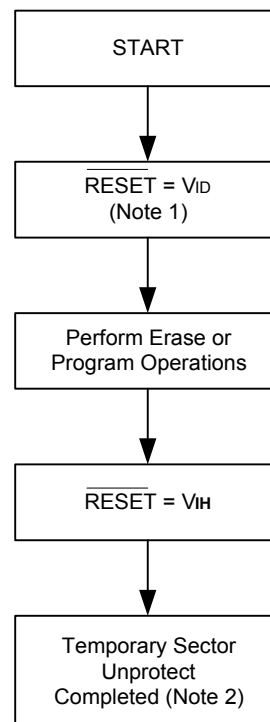 START
RESET = VID
(Note 1)
Perform Erase or
Program Operations
RESET = VIH
Temporary Sector
Unprotect
Completed (Note 2)